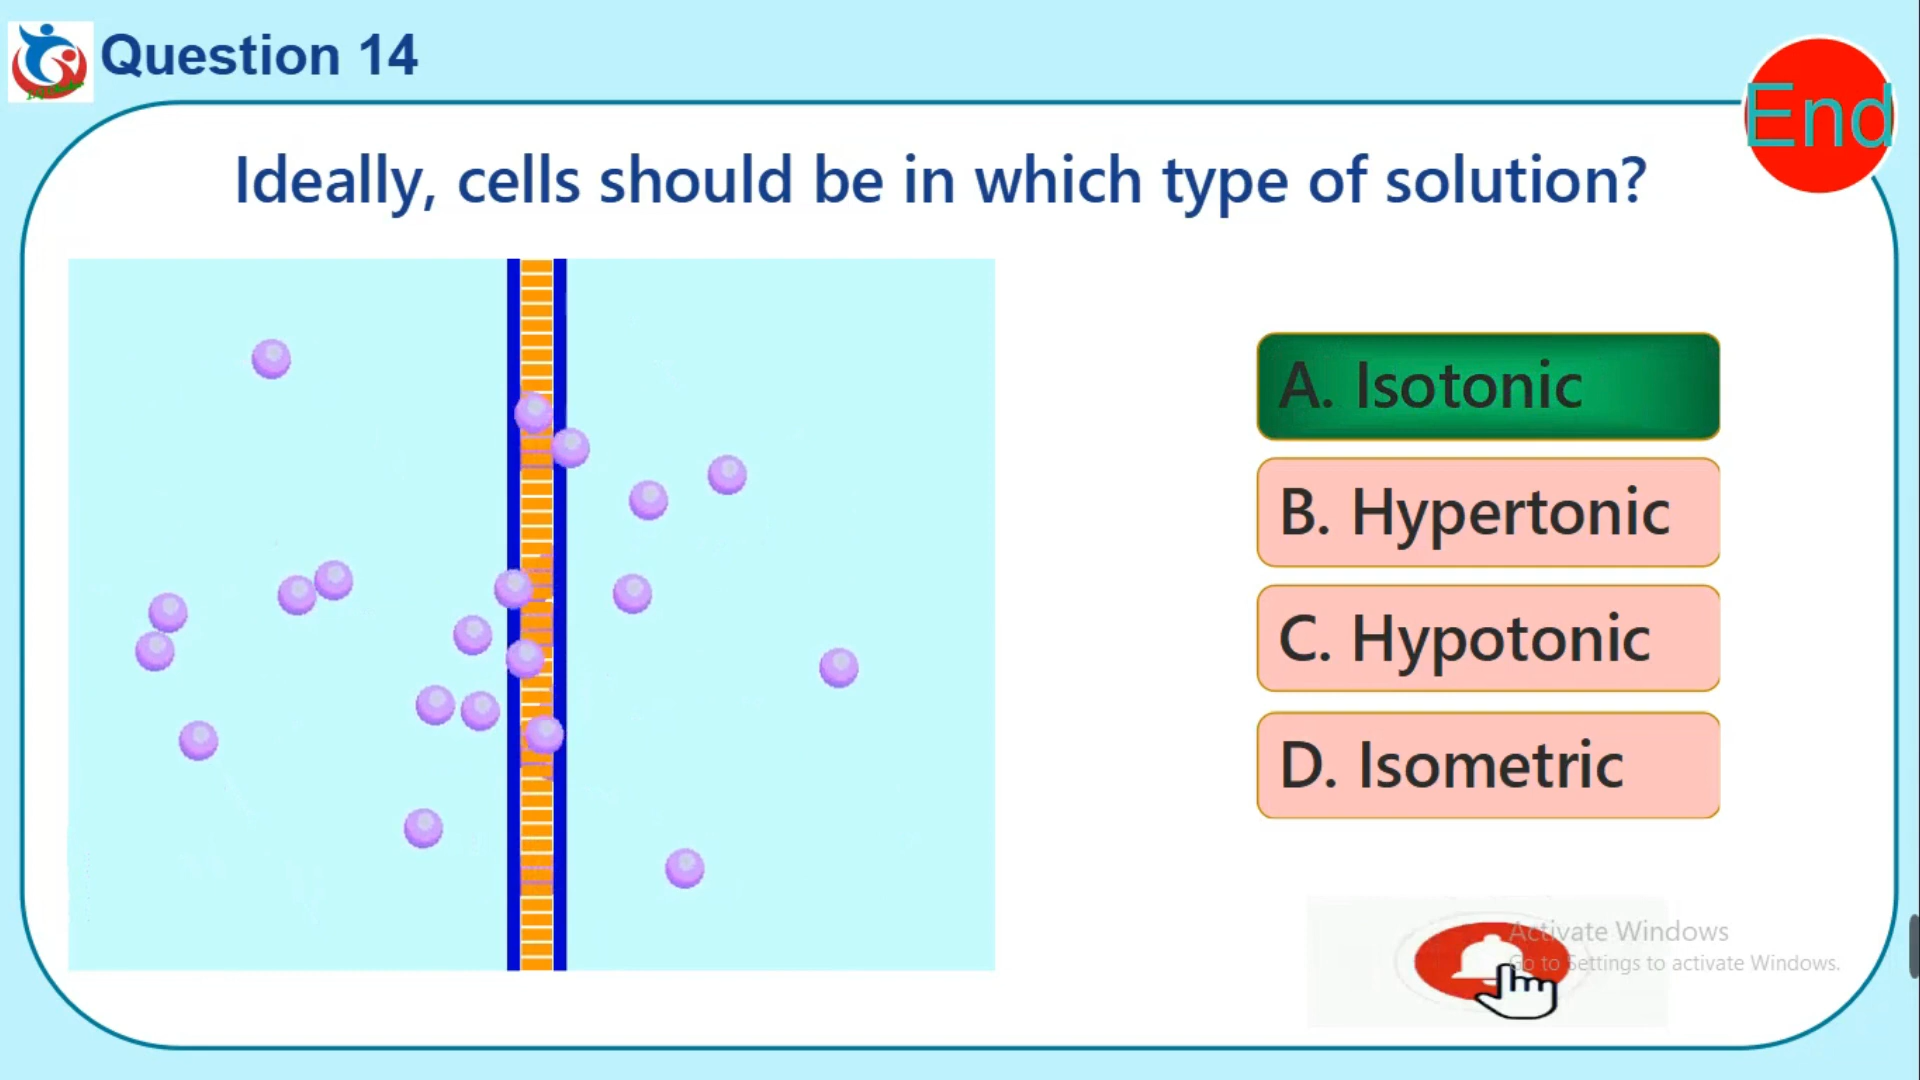 Question 14
End
Ideally, cells should be in which type of solution?
A. Isotonic
B. Hypertonic
C. Hypotonic
D. Isometric
Activate Windows
Go to Settings to activate Windows.